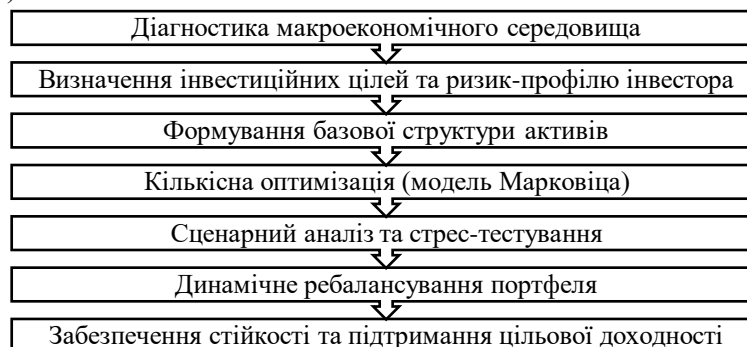 Діагностика макроекономічного середовища
Визначення інвестиційних цілей та ризик-профілю інвестора
Формування базової структури активів
Кількісна оптимізація (модель Марковіца)
Сценарний аналіз та стрес-тестування
Динамічне ребалансування портфеля
Забезпечення стійкості та підтримання цільової доходності